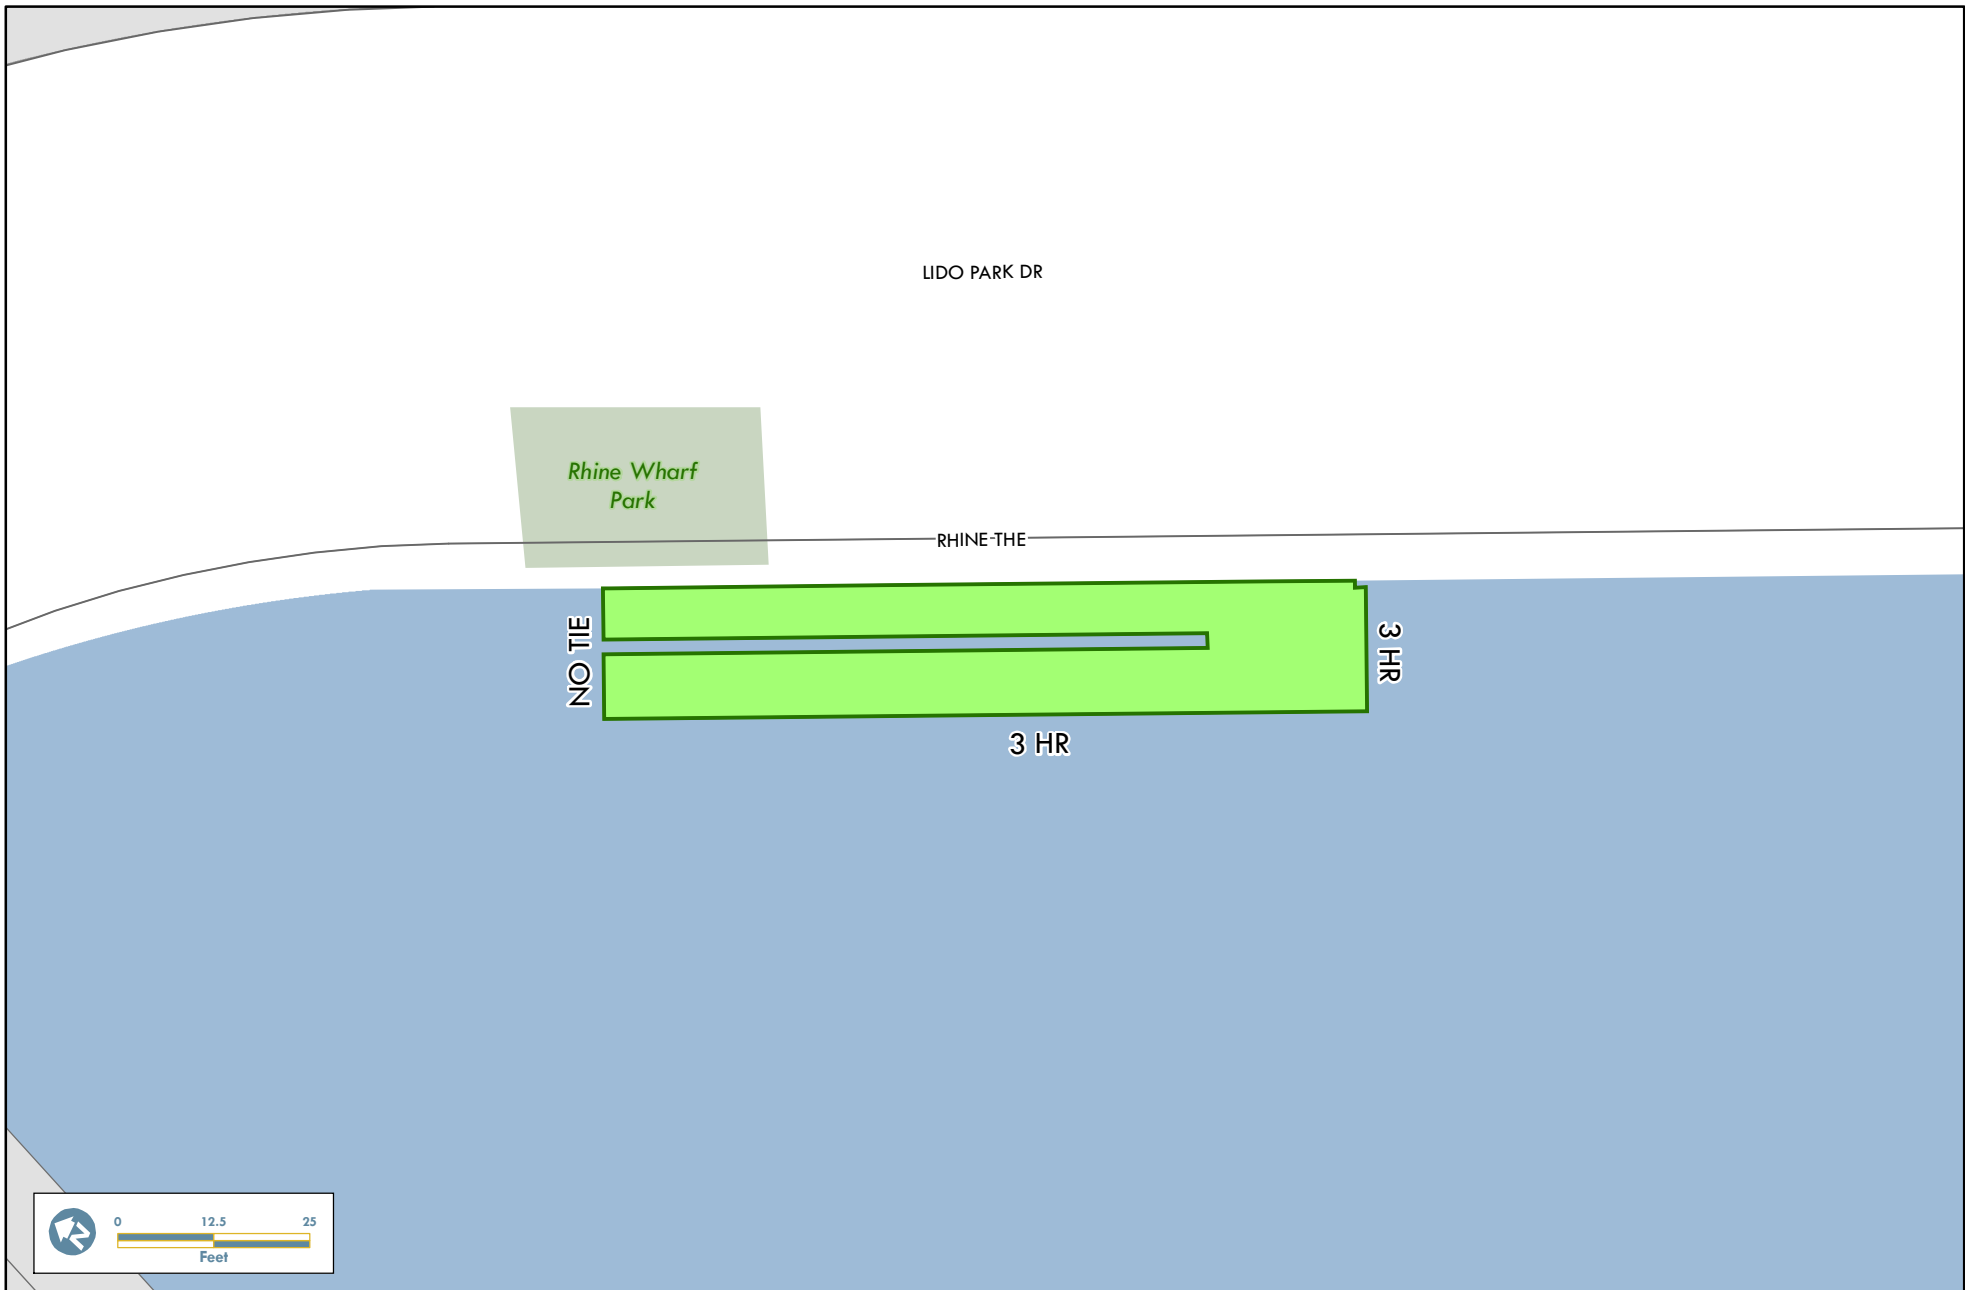 LIDO PARK DR
Rhine Wharf
Park
RHINE THE
NO TIE
3 HR
3 HR
0 12.5 25
Feet
N